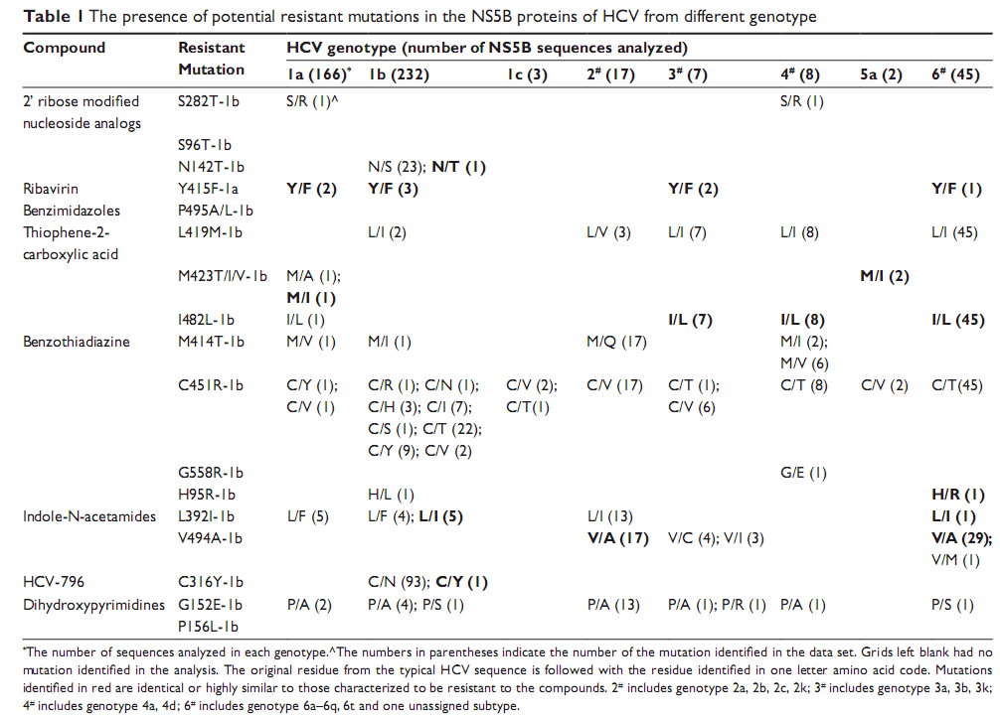 Table 1 The presence of potential resistant mutations in the NS5B proteins of HCV from different genotype
Compound Resistant HCV genotype (number of NS5B sequences analyzed)
Mutation 1a (166)* 1b (232) 1c (3) 2# (17) 3# (7) 4# (8) 5a (2) 6# (45)
2' ribose modified S282T-1b S/R (1)^ S/R (1)
nucleoside analogs
S96T-1b
N142T-1b N/S (23); N/T (1)
Ribavirin Y415F-1a Y/F (2) Y/F (3) Y/F (2) Y/F (1)
Benzimidazoles P495A/L-1b
Thiophene-2- L419M-1b L/I (2) L/V (3) L/I (7) L/I (8) L/I (45)
carboxylic acid
M423T/I/V-1b M/A (1); M/I (2)
M/I (1)
I482L-1b I/L (1) I/L (7) I/L (8) I/L (45)
Benzothiadiazine M414T-1b M/V (1) M/I (1) M/Q (17) M/I (2);
M/V (6)
C451R-1b C/Y (1); C/R (1); C/N (1); C/V (2); C/V (17) C/T (1); C/T (8) C/V (2) C/T(45)
C/V (1) C/H (3); C/I (7); C/T(1) C/V (6)
C/S (1); C/T (22);
C/Y (9); C/V (2)
G558R-1b G/E (1)
H95R-1b H/L (1) H/R (1)
Indole-N-acetamides L392I-1b L/F (5) L/F (4); L/I (5) L/I (13) L/I (1)
V494A-1b V/A (17) V/C (4); V/I (3) V/A (29);
V/M (1)
HCV-796 C316Y-1b C/N (93); C/Y (1)
Dihydroxypyrimidines G152E-1b P/A (2) P/A (4); P/S (1) P/A (13) P/A (1); P/R (1) P/A (1) P/S (1)
P156L-1b
*The number of sequences analyzed in each genotype.^The numbers in parentheses indicate the number of the mutation identified in the data set. Grids left blank had no
mutation identified in the analysis. The original residue from the typical HCV sequence is followed with the residue identified in one letter amino acid code. Mutations
identified in red are identical or highly similar to those characterized to be resistant to the compounds. 2# includes genotype 2a, 2b, 2c, 2k; 3# includes genotype 3a, 3b, 3k;
4# includes genotype 4a, 4d; 6# includes genotype 6a–6q, 6t and one unassigned subtype.